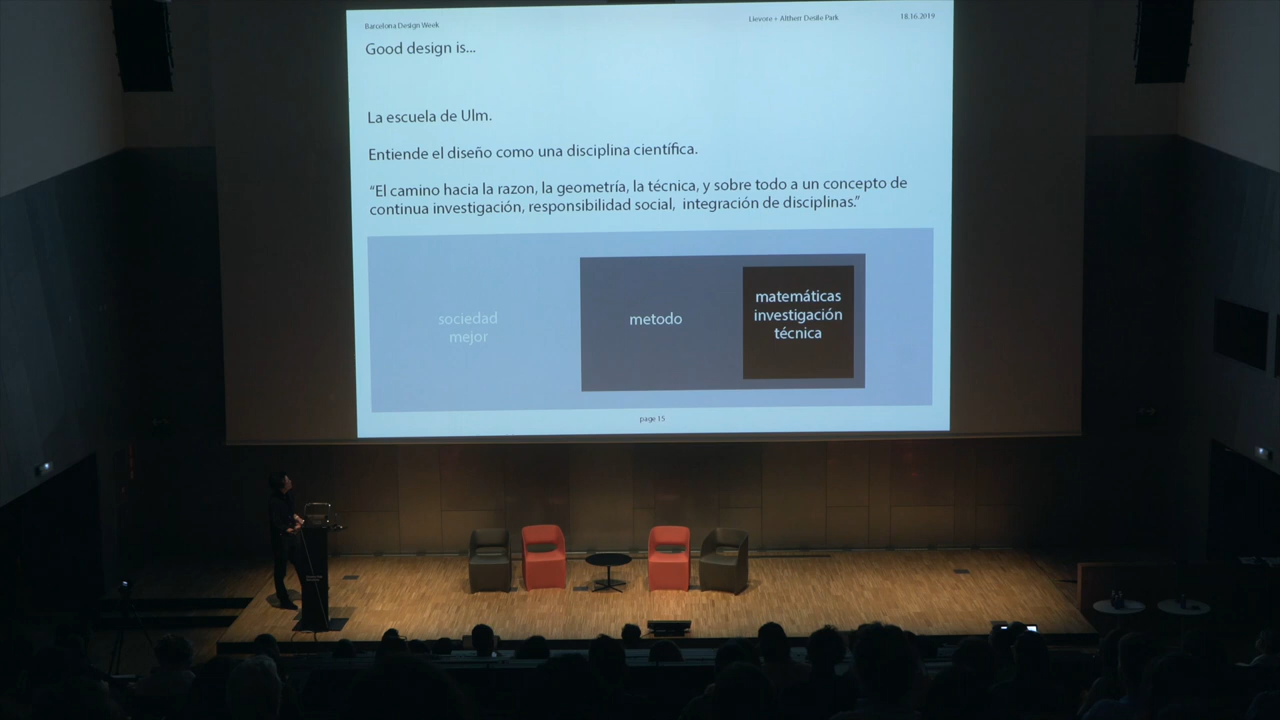 Barcelona Design Week
Lievore + Altherr Desile Park
18.16.2019
Good design is...
La escuela de Ulm.
Entiende el diseño como una disciplina científica.
“El camino hacia la razon, la geometría, la técnica, y sobre todo a un concepto de
continua investigación, responsibilidad social, integración de disciplinas.”
sociedad
mejor
metodo
matemáticas
investigación
técnica
page 15